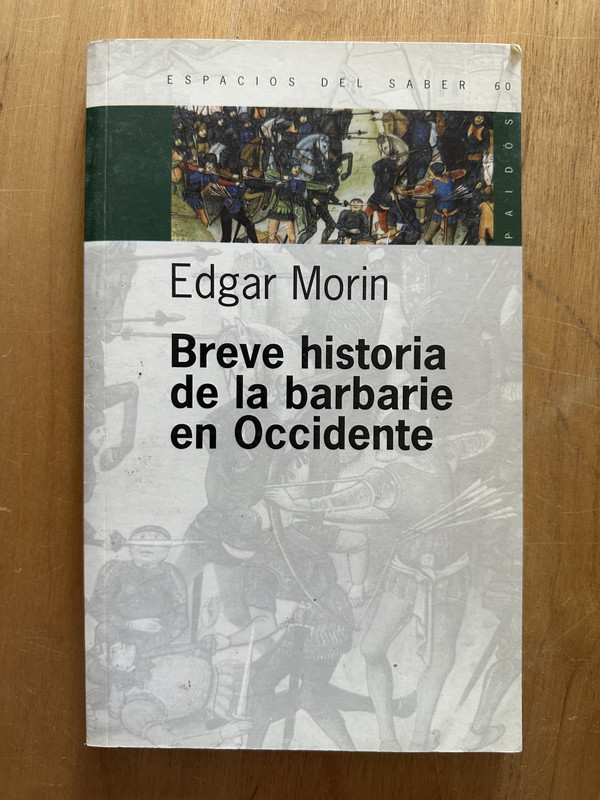 ESPACIOS DEL SABER 60
PAIDÓS
Edgar Morin
Breve historia
de la barbarie
en Occidente